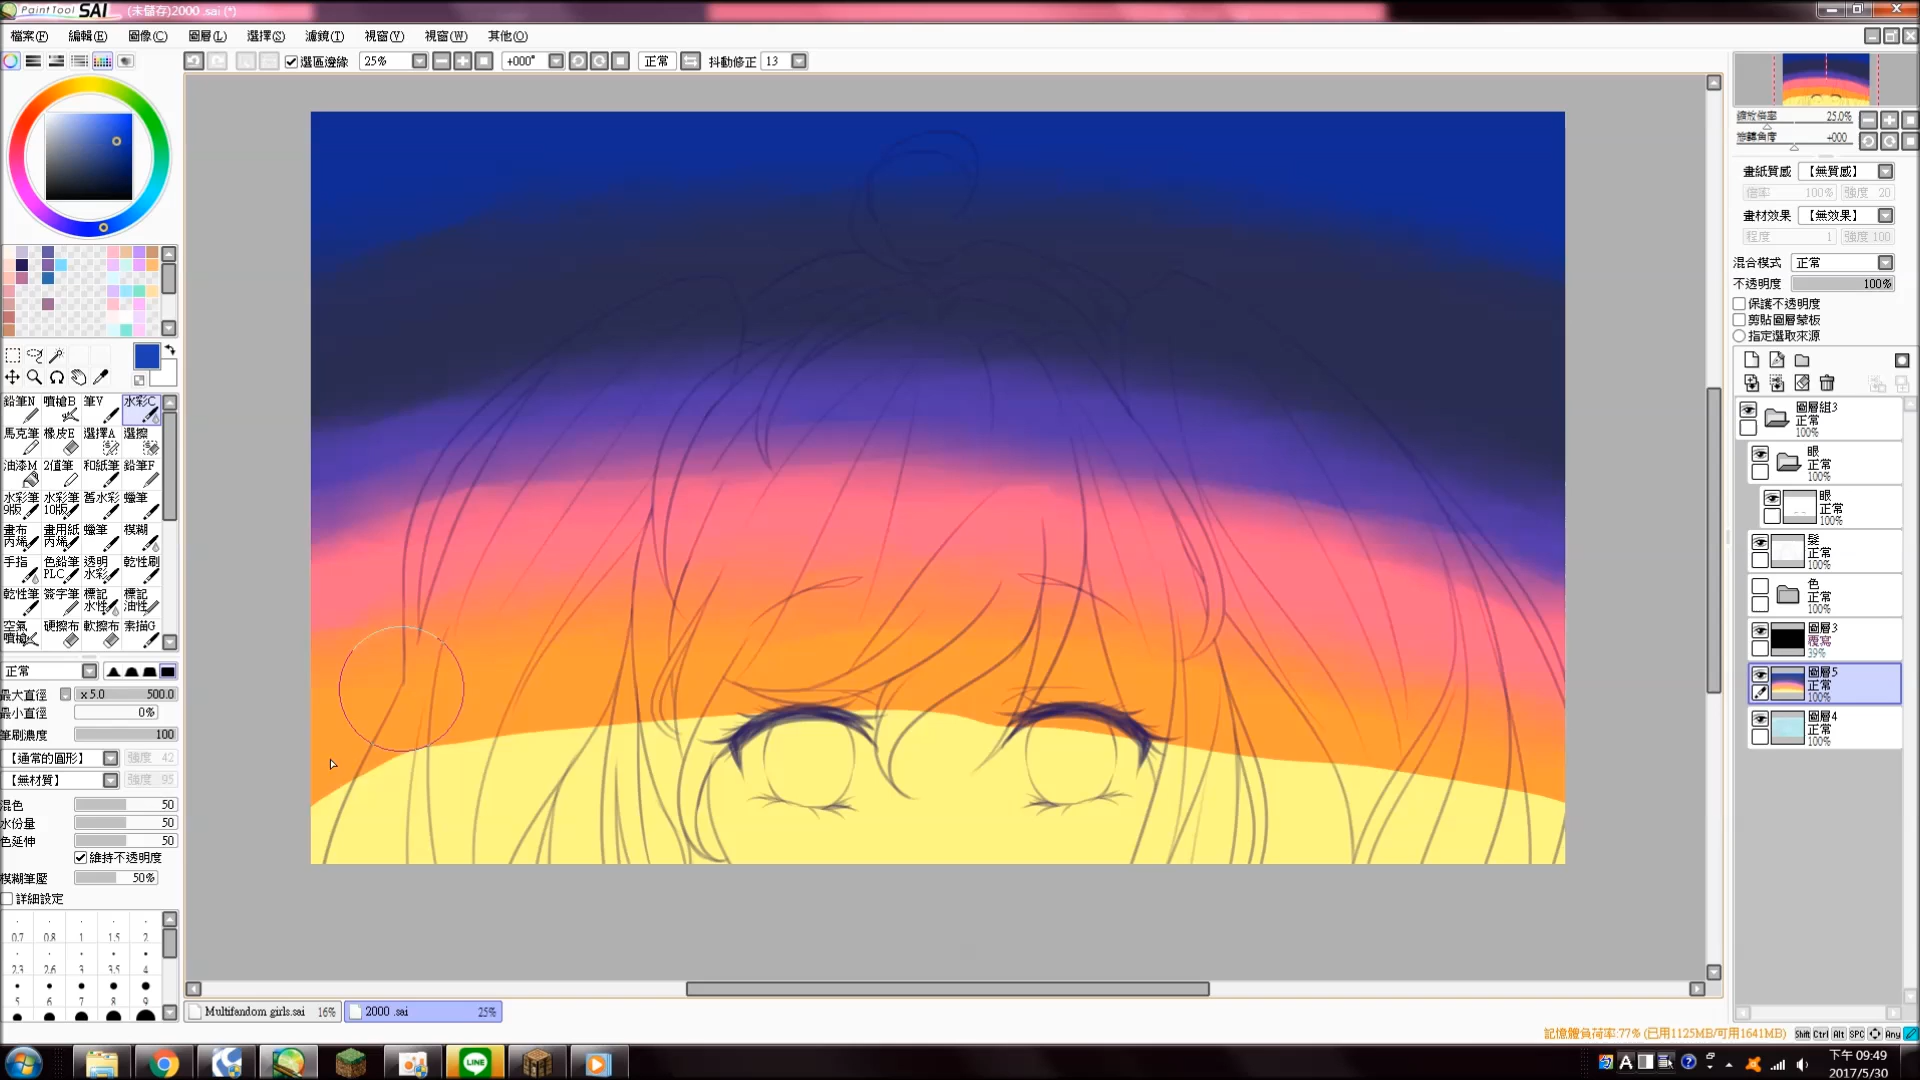 PaintTool SAI (未儲存)2000 .sai (*)
檔案(F) 編輯(E) 圖像(C) 圖層(L) 選擇(S) 濾鏡(T) 視窗(V) 視窗(W) 其他(O)
選區邊緣 25% +000° 正常 抖動修正 13
鉛筆N 噴槍B 筆V 水彩C
馬克筆 橡皮E 選擇A 選擦
油漆M 2值筆 和紙筆 鉛筆F
水彩筆9版 水彩筆10版 舊水彩 蠟筆
畫布丙烯 畫用紙丙烯 蠟筆 模糊
手指 色鉛筆PLC 透明水彩 乾性刷
乾性筆 簽字筆 標記水性 標記油性
空氣噴槍 硬擦布 軟擦布 素描G
正常
最大直徑 x 5.0 500.0
最小直徑 0%
筆刷濃度 100
【通常的圓形】 強度 42
【無材質】 強度 95
混色 50
水份量 50
色延伸 50
維持不透明度
模糊筆壓 50%
詳細設定
0.7 0.8 1 1.5 2
2.3 2.6 3 3.5 4
5 6 7 8 9
Multifandom girls.sai 16%
2000 .sai 25%
縮放倍率 25.0%
旋轉角度 +000
畫紙質感 【無質感】
倍率 100% 強度 20
畫材效果 【無效果】
程度 1 強度 100
混合模式 正常
不透明度 100%
保護不透明度
剪貼圖層蒙板
指定選取來源
圖層組3
正常
100%
眼
正常
100%
眼
正常
100%
髮
正常
100%
色
正常
100%
圖層3
覆寫
39%
圖層5
正常
100%
圖層4
正常
100%
記憶體負荷率:77% (已用1125MB/可用1641MB) Shift Ctrl Alt SPC Any
LINE
A
下午 09:49
2017/5/30